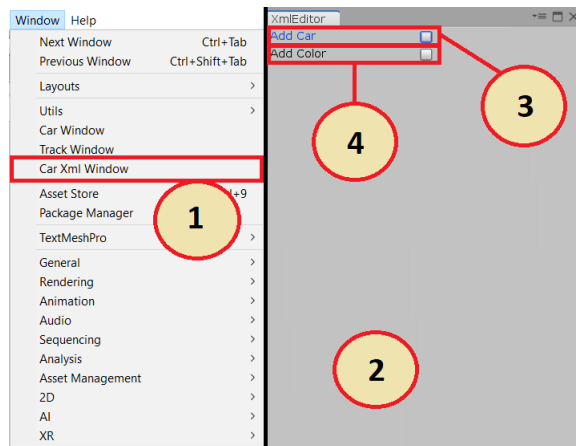 Window Help
Next Window Ctrl+Tab
Previous Window Ctrl+Shift+Tab
Layouts >
Utils >
Car Window
Track Window
Car Xml Window
Asset Store +9
Package Manager
TextMeshPro >
General >
Rendering >
Animation >
Audio >
Sequencing >
Analysis >
Asset Management >
2D >
AI >
XR >
1
XmlEditor
Add Car
Add Color
3
4
2